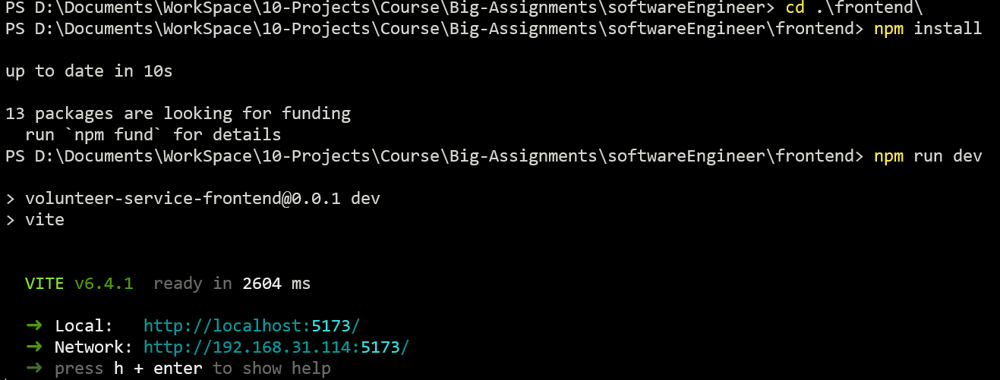 PS D:\Documents\WorkSpace\10-Projects\Course\Big-Assignments\softwareEngineer> cd .\frontend\
PS D:\Documents\WorkSpace\10-Projects\Course\Big-Assignments\softwareEngineer\frontend> npm install
up to date in 10s
13 packages are looking for funding
  run `npm fund` for details
PS D:\Documents\WorkSpace\10-Projects\Course\Big-Assignments\softwareEngineer\frontend> npm run dev
> volunteer-service-frontend@0.0.1 dev
> vite
  VITE v6.4.1  ready in 2604 ms
  ➜ Local:   http://localhost:5173/
  ➜ Network: http://192.168.31.114:5173/
  ➜ press h + enter to show help